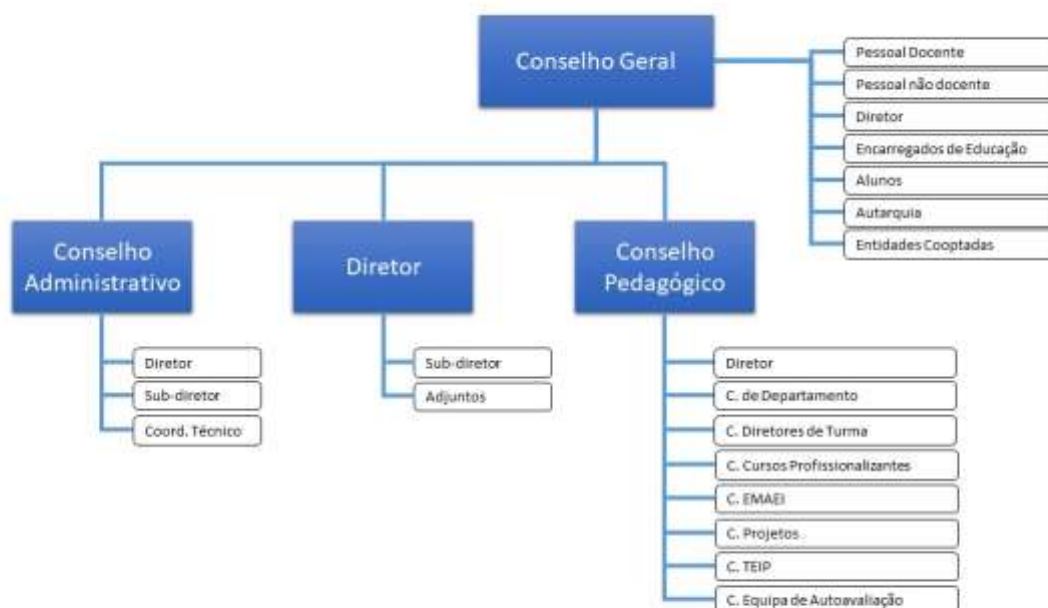 Conselho Geral
Pessoal Docente
Pessoal não docente
Diretor
Encarregados de Educação
Alunos
Autarquia
Entidades Cooptadas
Conselho
Administrativo
Diretor
Sub-diretor
Coord. Técnico
Diretor
Sub-diretor
Adjuntos
Conselho
Pedagógico
Diretor
C. de Departamento
C. Diretores de Turma
C. Cursos Profissionalizantes
C. EMAEI
C. Projetos
C. TEIP
C. Equipa de Autoavaliação